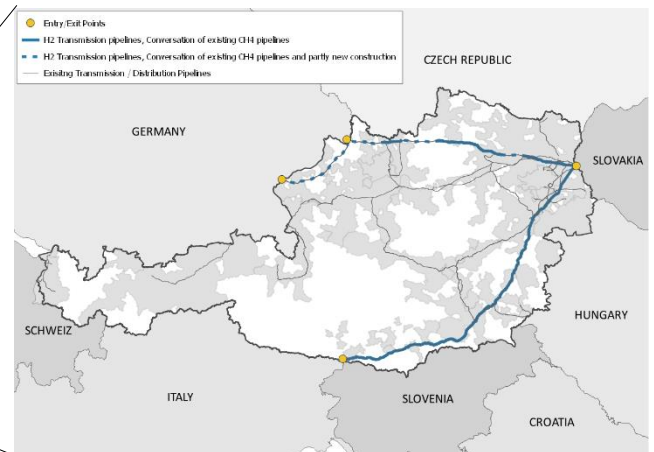 Entry/Exit Points
H2 Transmission pipelines, Conversation of existing CH4 pipelines
H2 Transmission pipelines, Conversation of existing CH4 pipelines and partly new construction
Exisitng Transmission / Distribution Pipelines
CZECH REPUBLIC
GERMANY
SLOVAKIA
HUNGARY
SCHWEIZ
ITALY
SLOVENIA
CROATIA